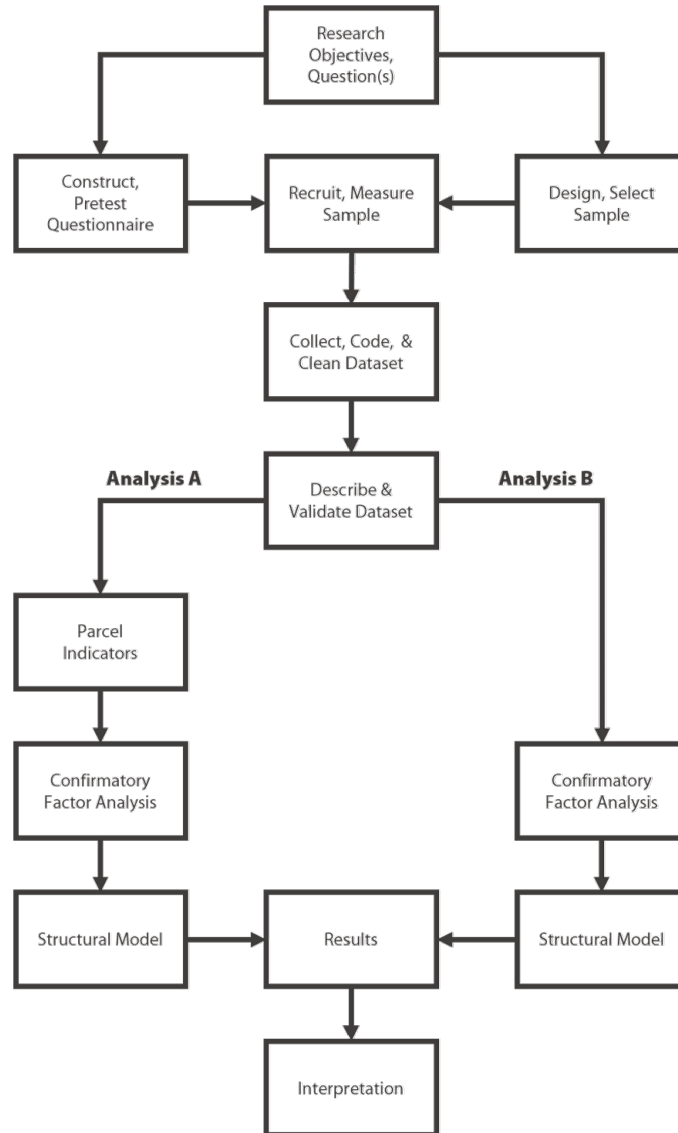 Research
Objectives,
Question(s)
Construct,
Pretest
Questionnaire
Recruit, Measure
Sample
Design, Select
Sample
Collect, Code, &
Clean Dataset
Analysis A
Describe &
Validate Dataset
Analysis B
Parcel
Indicators
Confirmatory
Factor Analysis
Confirmatory
Factor Analysis
Structural Model
Results
Structural Model
Interpretation